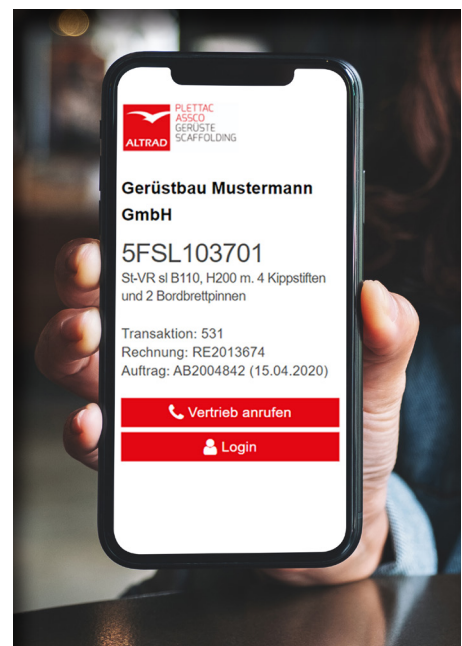 PLETTAC
ASSCO
GERÜSTE
SCAFFOLDING
ALTRAD
Gerüstbau Mustermann
GmbH
5FSL103701
St-VR sl B110, H200 m. 4 Kippstiften
und 2 Bordbrettpinnen
Transaktion: 531
Rechnung: RE2013674
Auftrag: AB2004842 (15.04.2020)
Vertrieb anrufen
Login